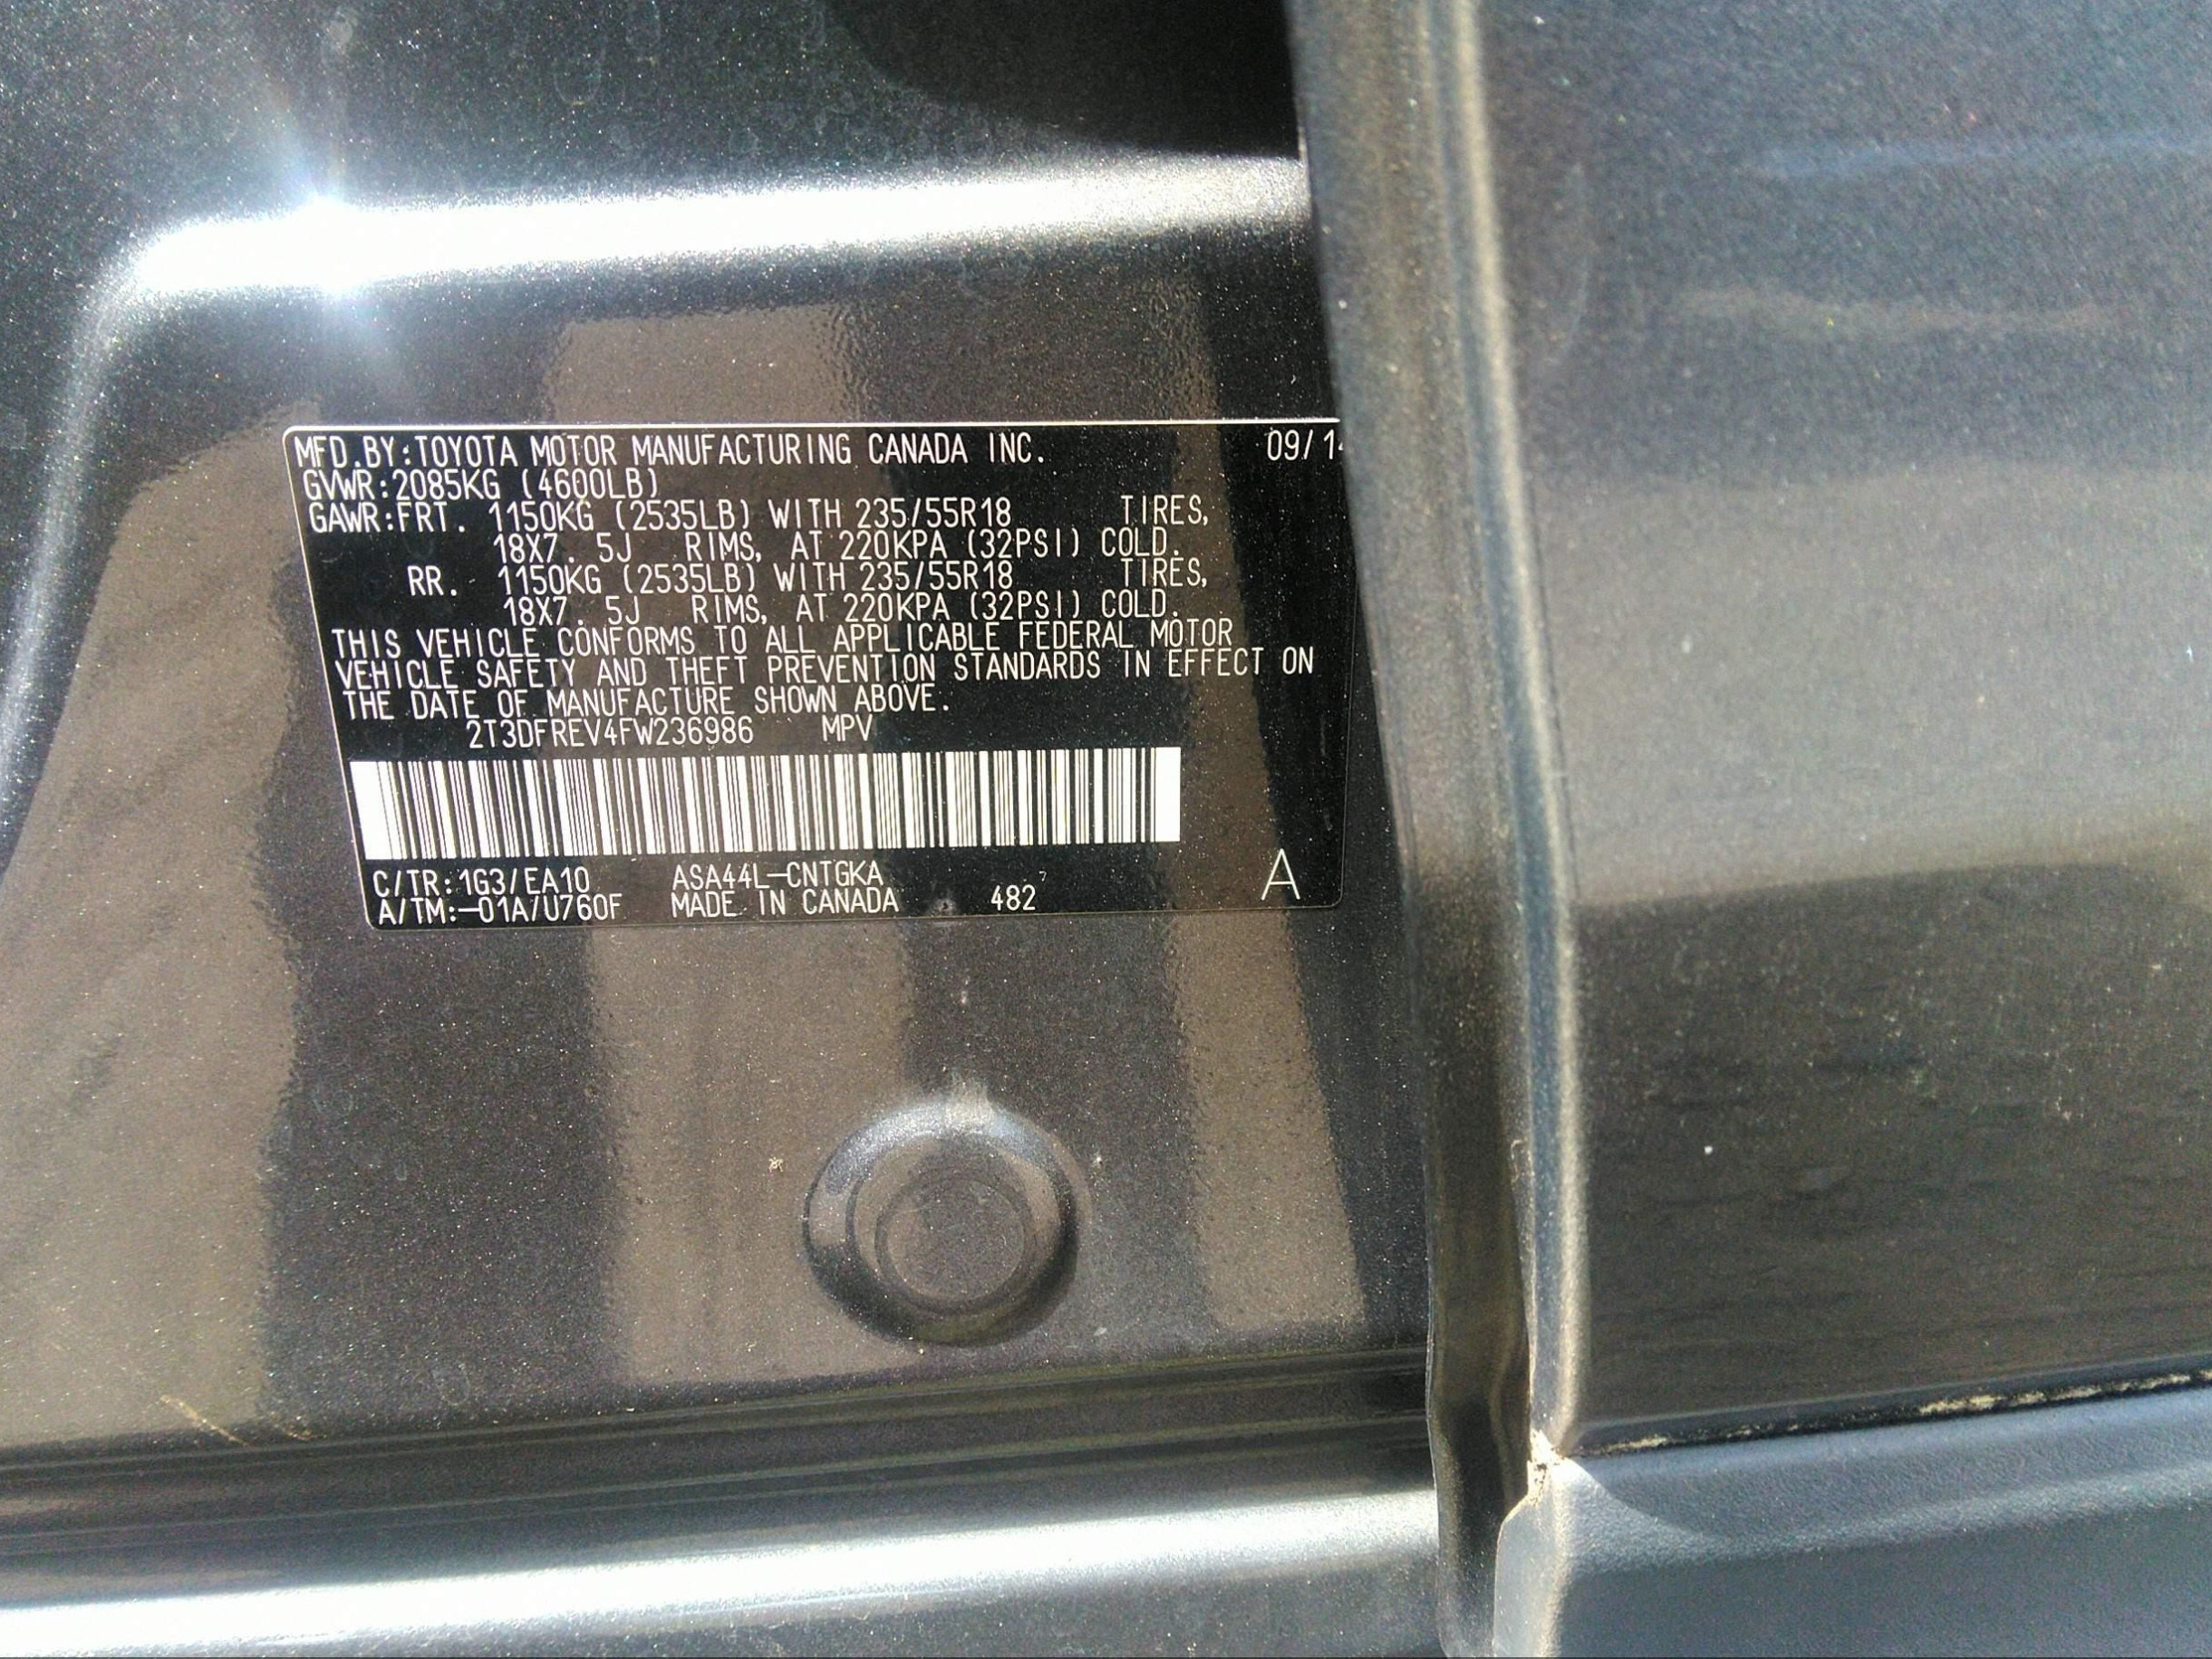 MFD.BY:TOYOTA MOTOR MANUFACTURING CANADA INC. 09/14
GVWR:2085KG (4600LB)
GAWR:FRT. 1150KG (2535LB) WITH 235/55R18 TIRES,
18X7. 5J RIMS, AT 220KPA (32PSI) COLD.
RR. 1150KG (2535LB) WITH 235/55R18 TIRES,
18X7. 5J RIMS, AT 220KPA (32PSI) COLD.
THIS VEHICLE CONFORMS TO ALL APPLICABLE FEDERAL MOTOR
VEHICLE SAFETY AND THEFT PREVENTION STANDARDS IN EFFECT ON
THE DATE OF MANUFACTURE SHOWN ABOVE.
2T3DFREV4FW236986 MPV
C/TR:1G3/EA10 ASA44L-CNTGKA
A/TM:-01A/U760F MADE IN CANADA 482 A